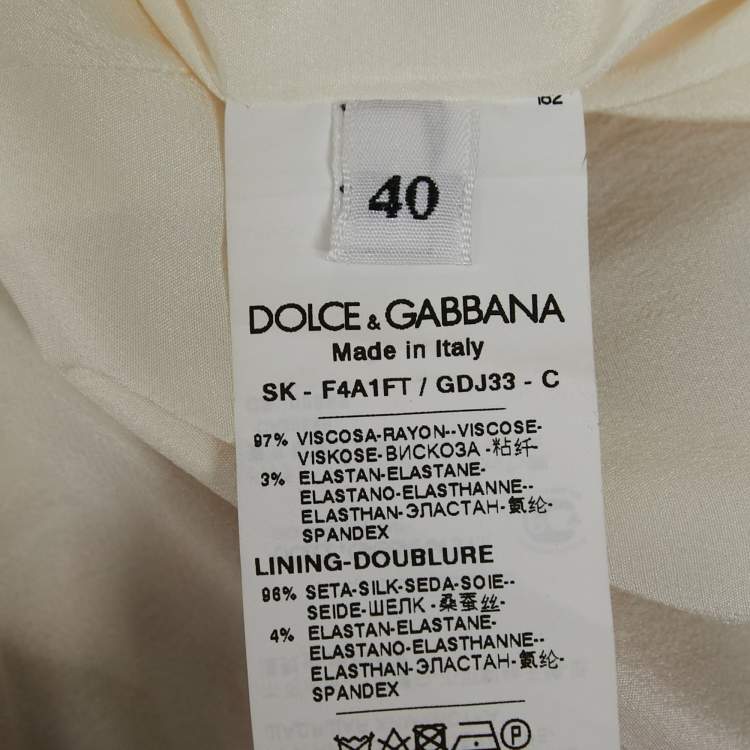 40
DOLCE & GABBANA
Made in Italy
SK - F4A1FT / GDJ33 - C
97% VISCOSA-RAYON--VISCOSE-
VISKOSE-ВИСКОЗА -粘纤-
3% ELASTAN-ELASTANE-
ELASTANO-ELASTHANNE--
ELASTHAN-ЭЛАСТАН-氨纶-
SPANDEX
LINING-DOUBLURE
96% SETA-SILK-SEDA-SOIE--
SEIDE-ШЕЛК -桑蚕丝-
4% ELASTAN-ELASTANE-
ELASTANO-ELASTHANNE--
ELASTHAN-ЭЛАСТАН-氨纶-
SPANDEX
P